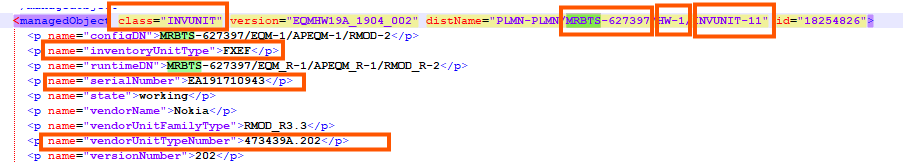 <managedObject class="INVUNIT" version="EQMHW19A_1904_002" distName="PLMN-PLMN/MRBTS-627397/HW-1/INVUNIT-11" id="18254826">
<p name="configDN">MRBTS-627397/EQM-1/APEQM-1/RMOD-2</p>
<p name="inventoryUnitType">FXEF</p>
<p name="runtimeDN">MRBTS-627397/EQM_R-1/APEQM_R-1/RMOD_R-2</p>
<p name="serialNumber">EA191710943</p>
<p name="state">working</p>
<p name="vendorName">Nokia</p>
<p name="vendorUnitFamilyType">RMOD_R3.3</p>
<p name="vendorUnitTypeNumber">473439A.202</p>
<p name="versionNumber">202</p>